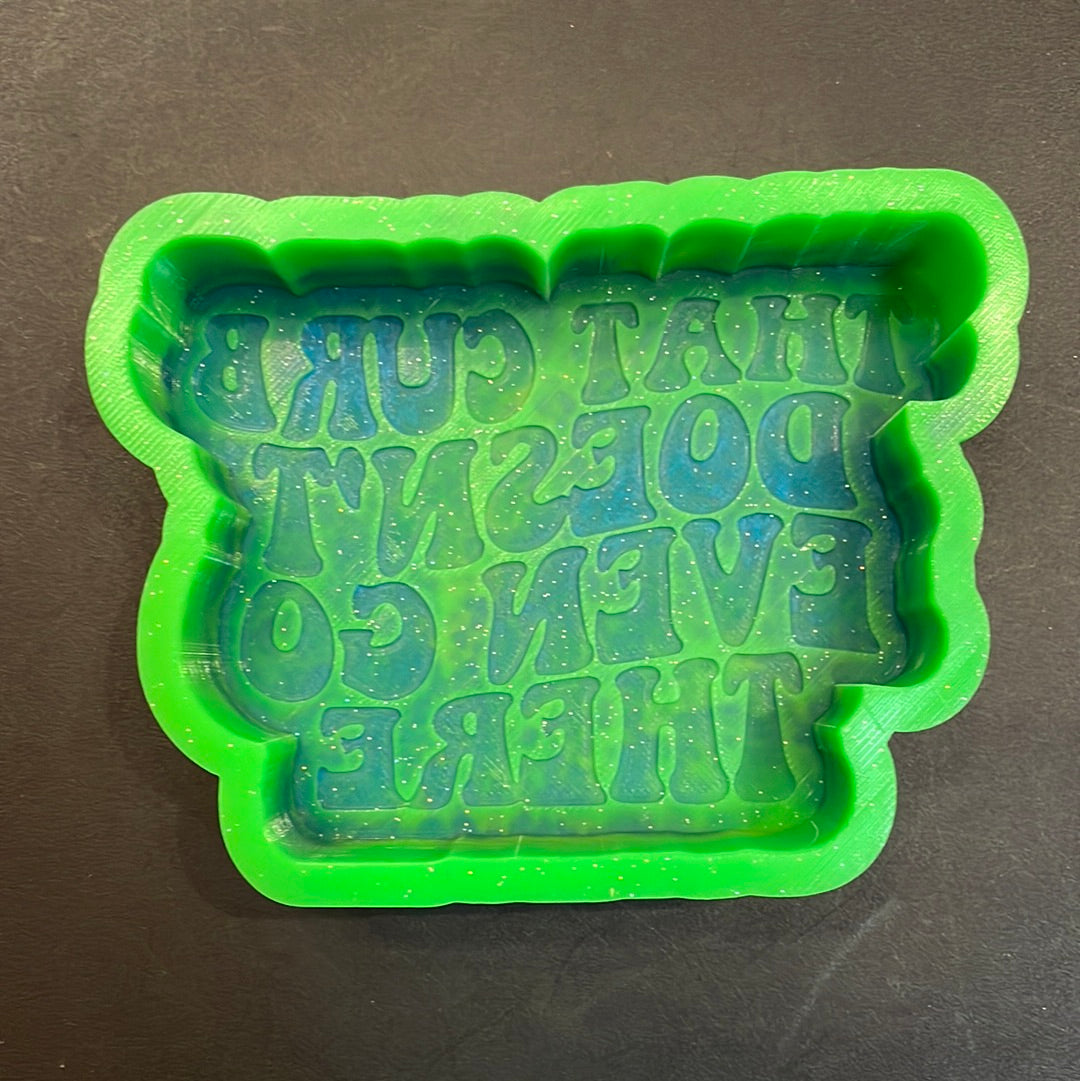 THAT CURB
DOESN'T
EVEN GO
THERE